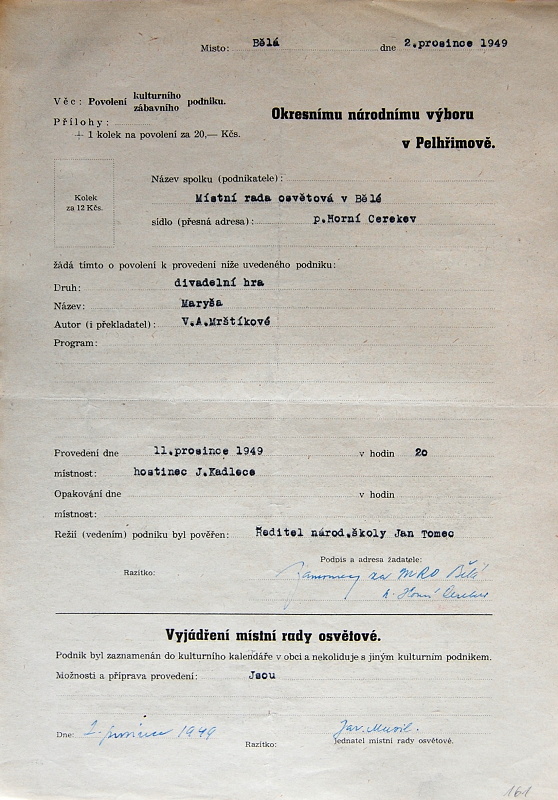 Místo: Bělá dne 2.prosince 1949
Věc: Povolení kulturního zábavního podniku.
Přílohy:
+ 1 kolek na povolení za 20,— Kčs.
Okresnímu národnímu výboru
v Pelhřimově.
Kolek
za 12 Kčs.
Název spolku (podnikatele):
Místní rada osvětová v Bělé
sídlo (přesná adresa): p.Horní Cerekev
žádá tímto o povolení k provedení níže uvedeného podniku:
Druh: divadelní hra
Název: Maryša
Autor (i překladatel): V.A.Mrštíkové
Program:
Provedení dne 11.prosince 1949 v hodin 20
místnost: hostinec J.Kadlece
Opakování dne v hodin
místnost:
Režií (vedením) podniku byl pověřen: Ředitel národ.školy Jan Tomec
Podpis a adresa žadatele:
Razítko:
za MRO Bělá
p. Horní Cerekev
Vyjádření místní rady osvětové.
Podnik byl zaznamenán do kulturního kalendáře v obci a nekoliduje s jiným kulturním podnikem.
Možnosti a příprava provedení: Jsou
Dne: 2. prosince 1949
Jar. Musil.
Razítko:
jednatel místní rady osvětové.
161